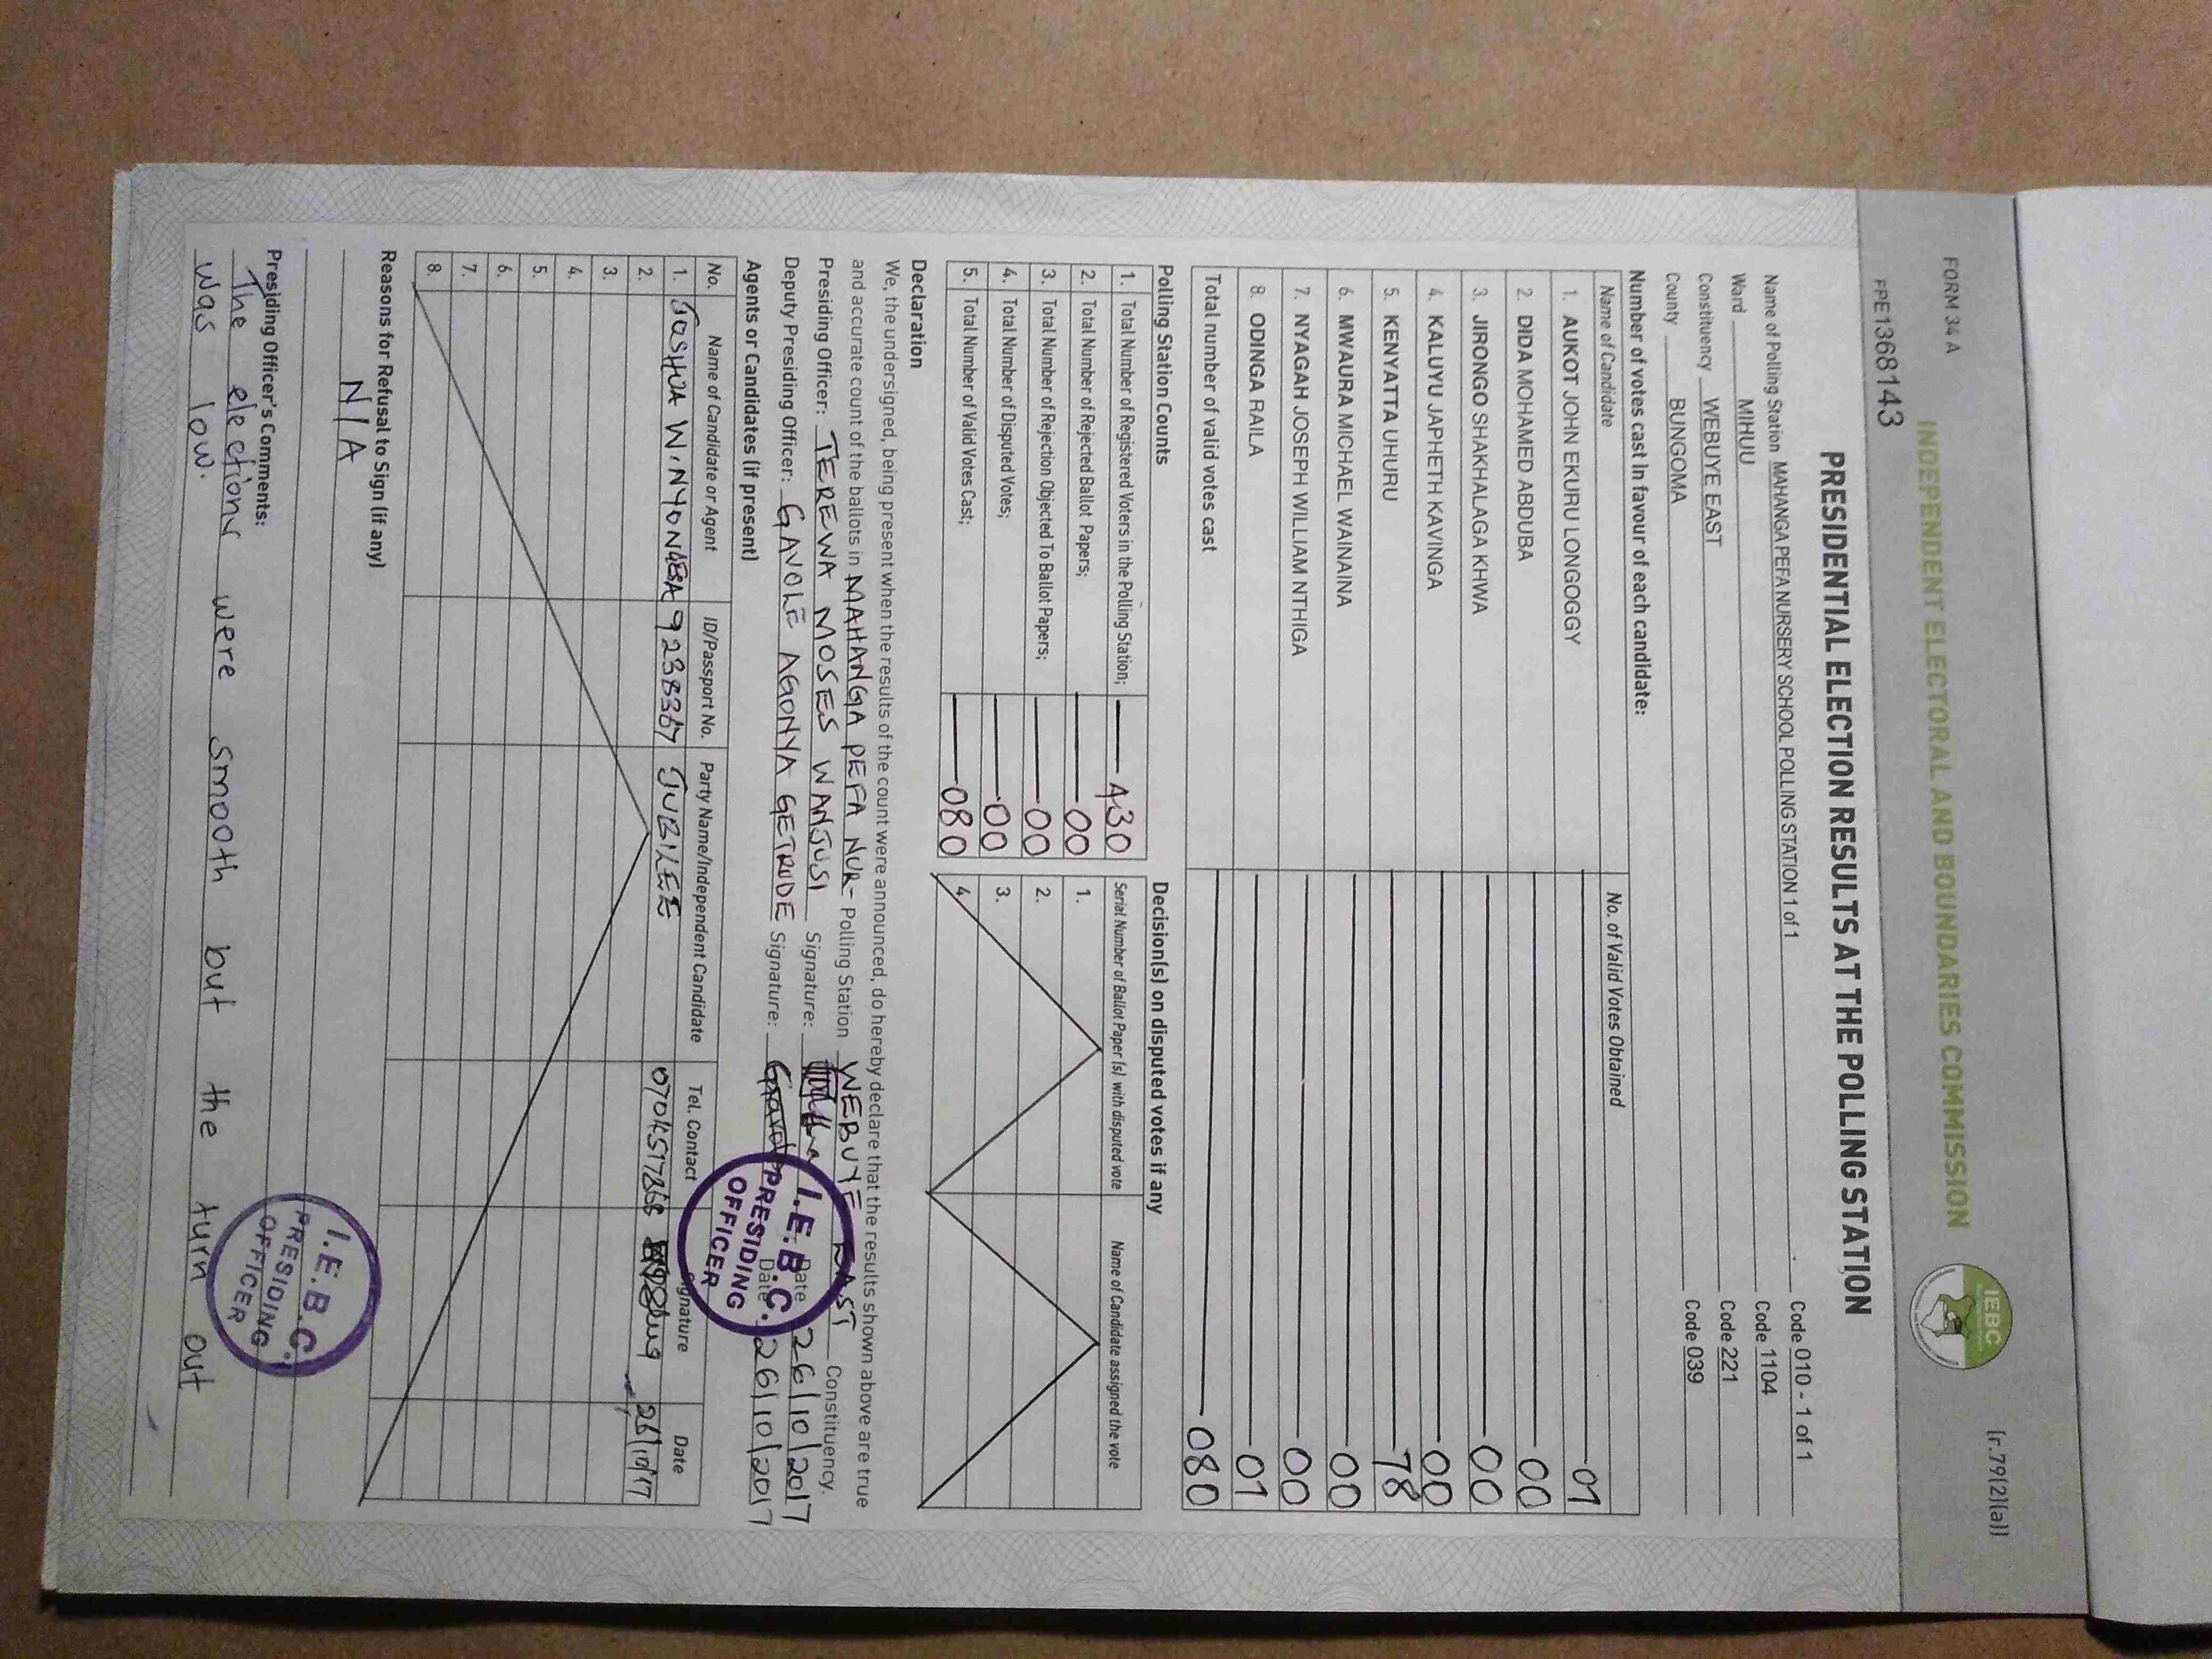 FORM 34 A
[r.79(2)(a)]
INDEPENDENT ELECTORAL AND BOUNDARIES COMMISSION
IEBC
FPE1368143
PRESIDENTIAL ELECTION RESULTS AT THE POLLING STATION
Name of Polling Station MAHANGA PEFA NURSERY SCHOOL POLLING STATION 1 of 1 Code 010 - 1 of 1
Ward MIHUU Code 1104
Constituency WEBUYE EAST Code 221
County BUNGOMA Code 039
Number of votes cast in favour of each candidate:
Name of Candidate No. of Valid Votes Obtained
1. AUKOT JOHN EKURU LONGOGGY 01
2. DIDA MOHAMED ABDUBA 00
3. JIRONGO SHAKHALAGA KHWA 00
4. KALUYU JAPHETH KAVINGA 00
5. KENYATTA UHURU 78
6. MWAURA MICHAEL WAINAINA 00
7. NYAGAH JOSEPH WILLIAM NTHIGA 00
8. ODINGA RAILA 01
Total number of valid votes cast 080
Polling Station Counts
1. Total Number of Registered Voters in the Polling Station; 430
2. Total Number of Rejected Ballot Papers; 00
3. Total Number of Rejection Objected To Ballot Papers; 00
4. Total Number of Disputed Votes; 00
5. Total Number of Valid Votes Cast; 080
Decision(s) on disputed votes if any
Serial Number of Ballot Paper (s) with disputed vote Name of Candidate assigned the vote
1.
2.
3.
4.
Declaration
We, the undersigned, being present when the results of the count were announced, do hereby declare that the results shown above are true
and accurate count of the ballots in MAHANGA PEFA NUR- Polling Station WEBUYE EAST Constituency.
Presiding Officer: TEREWA MOSES WANJUSI Signature: Date 26/10/2017
Deputy Presiding Officer: GAVOLE AGONYA GETRUDE Signature: Date 26/10/2017
I.E.B.C.
PRESIDING
OFFICER
Agents or Candidates (if present)
No. Name of Candidate or Agent ID/Passport No. Party Name/Independent Candidate Tel. Contact Signature Date
1. JOSHUA W. NYONGESA 9238367 JUBILEE 26/10/17
2.
3.
4.
5.
6.
7.
8.
Reasons for Refusal to Sign (if any)
N/A
Presiding Officer's Comments:
The elections were smooth but the turn out
was low.
I.E.B.C.
PRESIDING
OFFICER